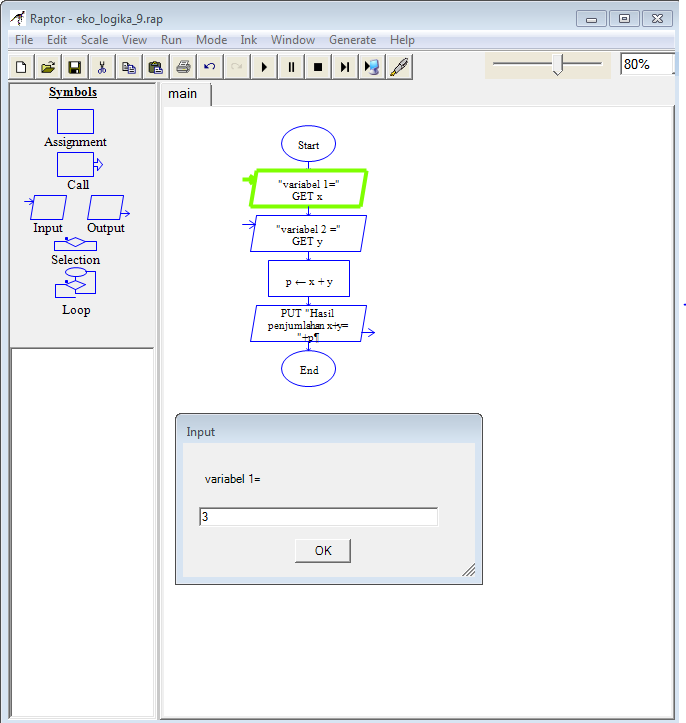 Raptor - eko_logika_9.rap
File Edit Scale View Run Mode Ink Window Generate Help
80%
Symbols
Assignment
Call
Input Output
Selection
Loop
main
Start
"variabel 1="
GET x
"variabel 2 ="
GET y
p ← x + y
PUT "Hasil
penjumlahan x+y=
"+p¶
End
Input
variabel 1=
3
OK